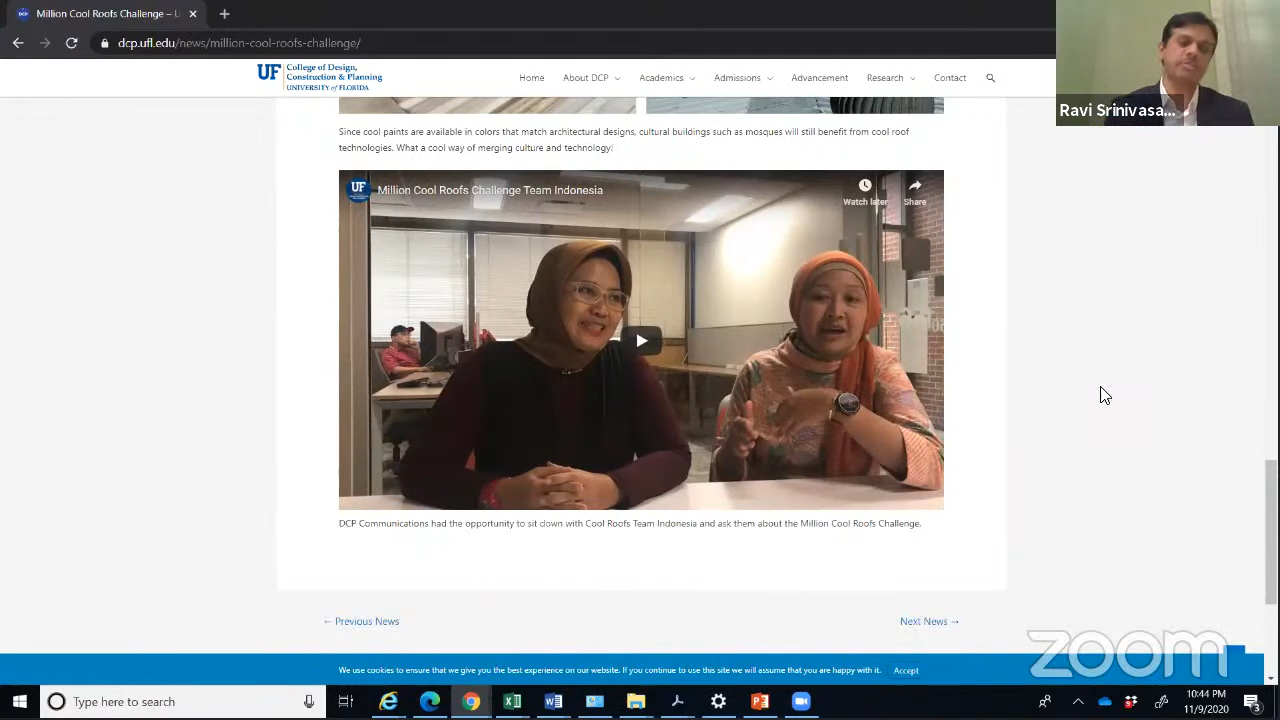 DCP Million Cool Roofs Challenge - U
dcp.ufl.edu/news/million-cool-roofs-challenge/
Ravi Srinivasa...
UF College of Design,
Construction & Planning
UNIVERSITY of FLORIDA
Home About DCP Academics Admissions Advancement Research Contact
Since cool paints are available in colors that match architectural designs, cultural buildings such as mosques will still benefit from cool roof
technologies. What a cool way of merging culture and technology!
UF Million Cool Roofs Challenge Team Indonesia
Watch later Share
DCP Communications had the opportunity to sit down with Cool Roofs Team Indonesia and ask them about the Million Cool Roofs Challenge.
← Previous News Next News →
zoom
We use cookies to ensure that we give you the best experience on our website. If you continue to use this site we will assume that you are happy with it. Accept
Type here to search
10:44 PM
11/9/2020
3